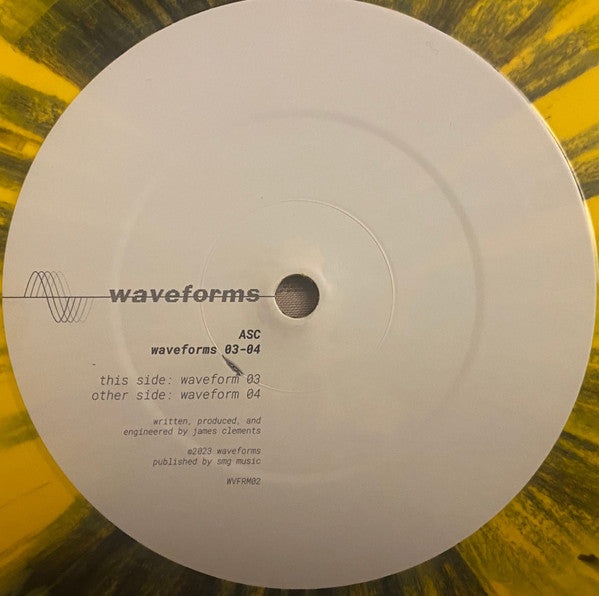 waveforms
ASC
waveforms 03-04
this side: waveform 03
other side: waveform 04
written, produced, and
engineered by james clements
©2023 waveforms
published by smg music
WVFRM02